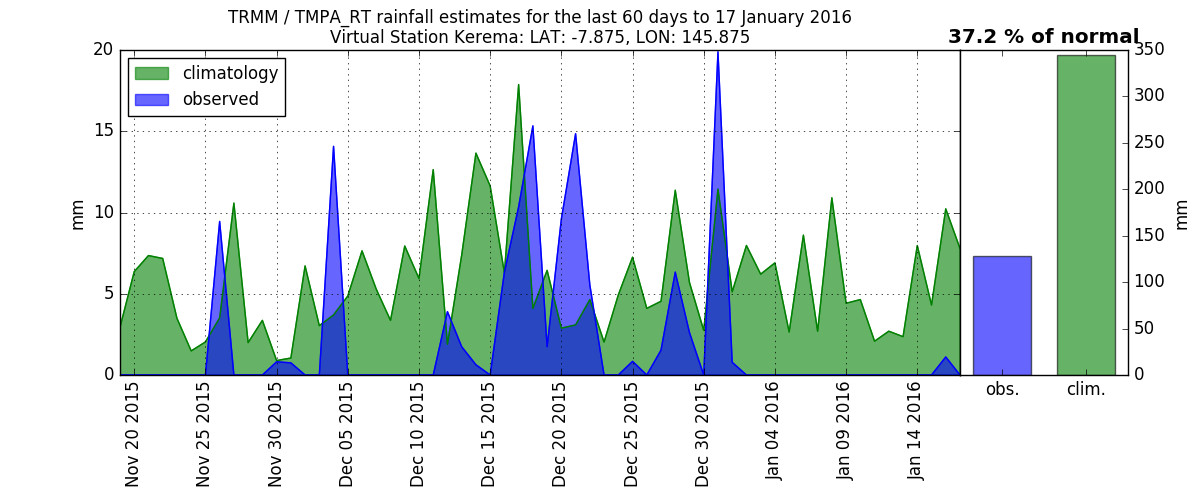 TRMM / TMPA_RT rainfall estimates for the last 60 days to 17 January 2016
Virtual Station Kerema: LAT: -7.875, LON: 145.875
37.2 % of normal
climatology
observed
20
15
10
5
0
mm
350
300
250
200
150
100
50
0
mm
Nov 20 2015
Nov 25 2015
Nov 30 2015
Dec 05 2015
Dec 10 2015
Dec 15 2015
Dec 20 2015
Dec 25 2015
Dec 30 2015
Jan 04 2016
Jan 09 2016
Jan 14 2016
obs.
clim.